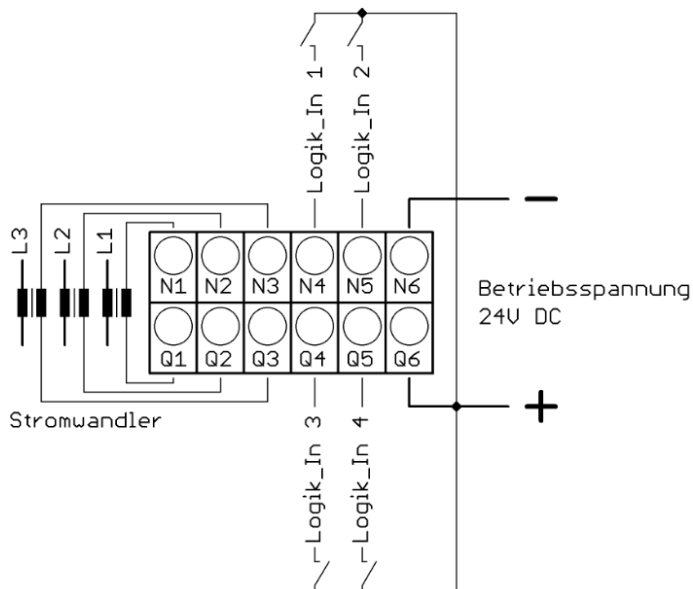 Logik_In 1
Logik_In 2
L3
L2
L1
−
N1 N2 N3 N4 N5 N6
Betriebsspannung
24V DC
Q1 Q2 Q3 Q4 Q5 Q6
+
Stromwandler
Logik_In 3
Logik_In 4